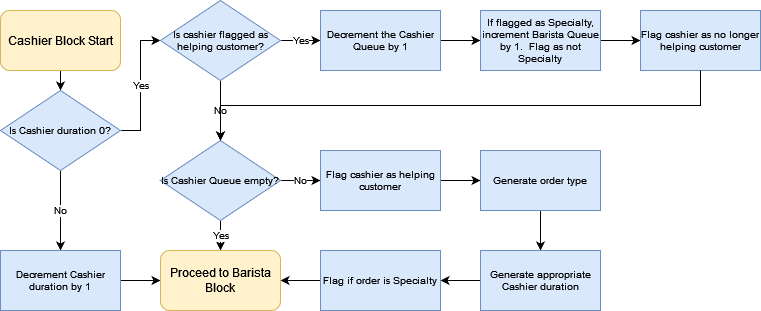 Cashier Block Start
Is cashier flagged as
helping customer?
Yes
Decrement the Cashier
Queue by 1
If flagged as Specialty,
increment Barista Queue
by 1. Flag as not
Specialty
Flag cashier as no longer
helping customer
Yes
No
Is Cashier duration 0?
Is Cashier Queue empty?
No
Flag cashier as helping
customer
Generate order type
No
Yes
Decrement Cashier
duration by 1
Proceed to Barista
Block
Flag if order is Specialty
Generate appropriate
Cashier duration